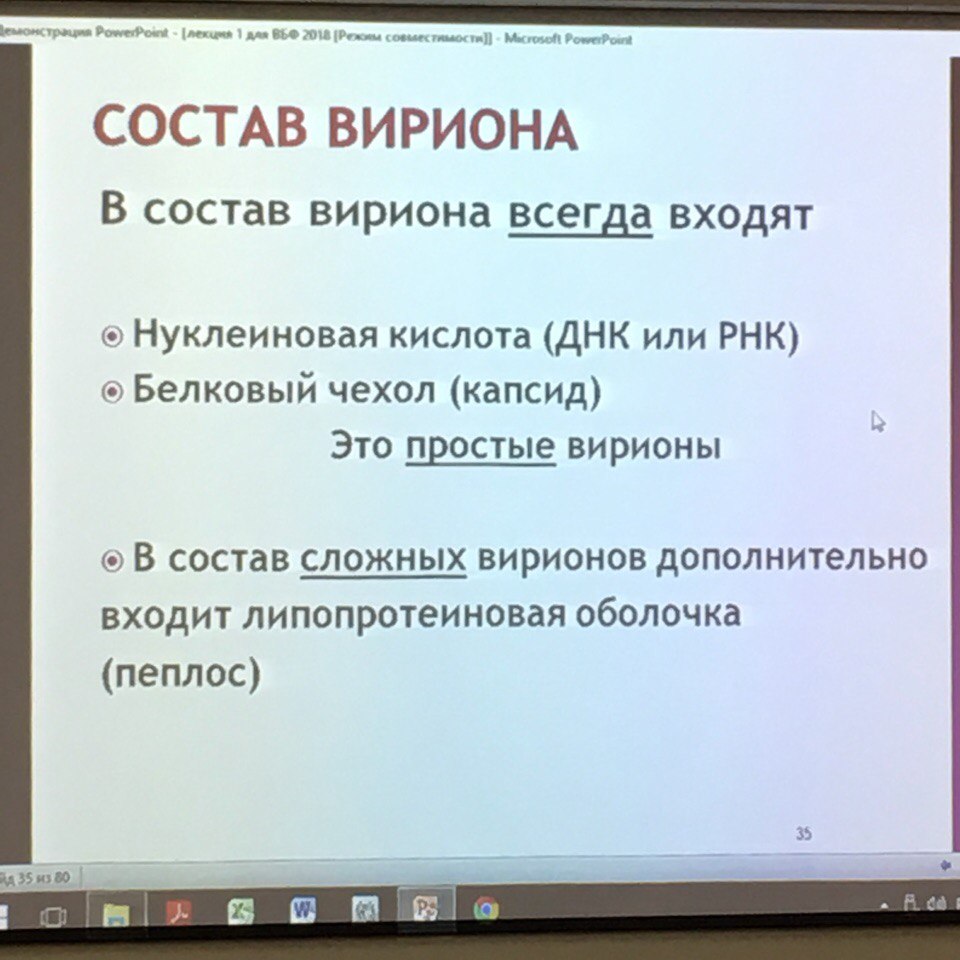 Демонстрация PowerPoint - [лекция 1 для ВБФ 2018 [Режим совместимости]] - Microsoft PowerPoint
СОСТАВ ВИРИОНА
В состав вириона всегда входят
Нуклеиновая кислота (ДНК или РНК)
Белковый чехол (капсид)
Это простые вирионы
В состав сложных вирионов дополнительно
входит липопротеиновая оболочка
(пеплос)
35
йд 35 из 80